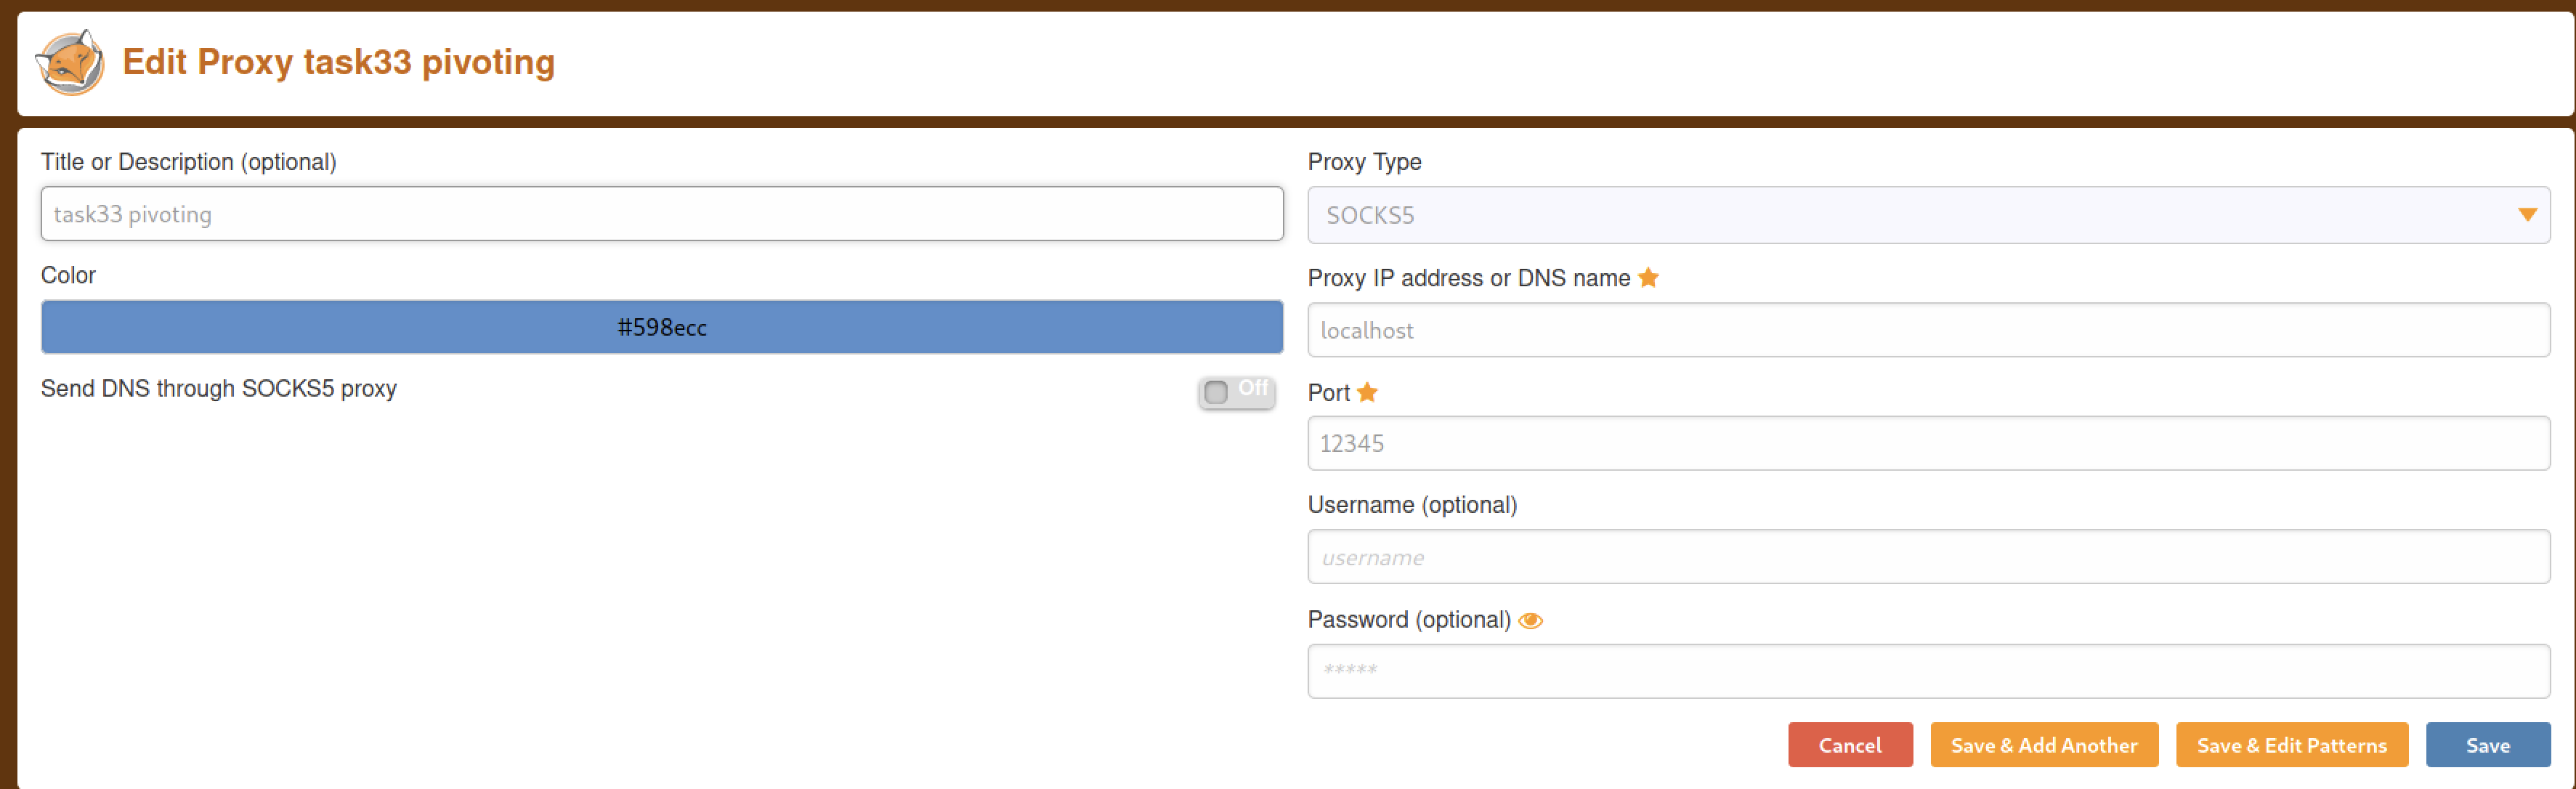 Edit Proxy task33 pivoting
Title or Description (optional)
task33 pivoting
Color
#598ecc
Send DNS through SOCKS5 proxy
Off
Proxy Type
SOCKS5
Proxy IP address or DNS name
localhost
Port
12345
Username (optional)
username
Password (optional)
*****
Cancel
Save & Add Another
Save & Edit Patterns
Save